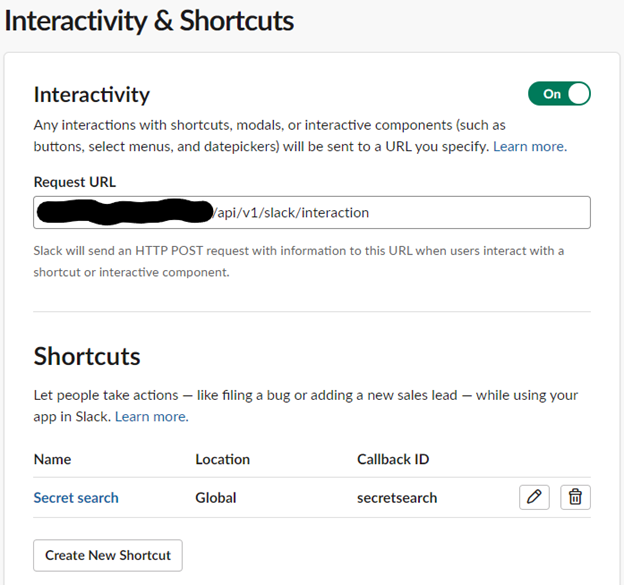 Interactivity & Shortcuts
Interactivity
On
Any interactions with shortcuts, modals, or interactive components (such as
buttons, select menus, and datepickers) will be sent to a URL you specify. Learn more.
Request URL
/api/v1/slack/interaction
Slack will send an HTTP POST request with information to this URL when users interact with a
shortcut or interactive component.
Shortcuts
Let people take actions — like filing a bug or adding a new sales lead — while using your
app in Slack. Learn more.
Name Location Callback ID
Secret search Global secretsearch
Create New Shortcut